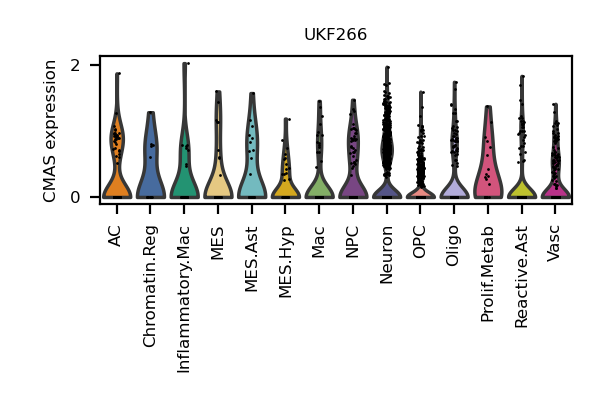 UKF266
CMAS expression
2
0
AC
Chromatin.Reg
Inflammatory.Mac
MES
MES.Ast
MES.Hyp
Mac
NPC
Neuron
OPC
Oligo
Prolif.Metab
Reactive.Ast
Vasc